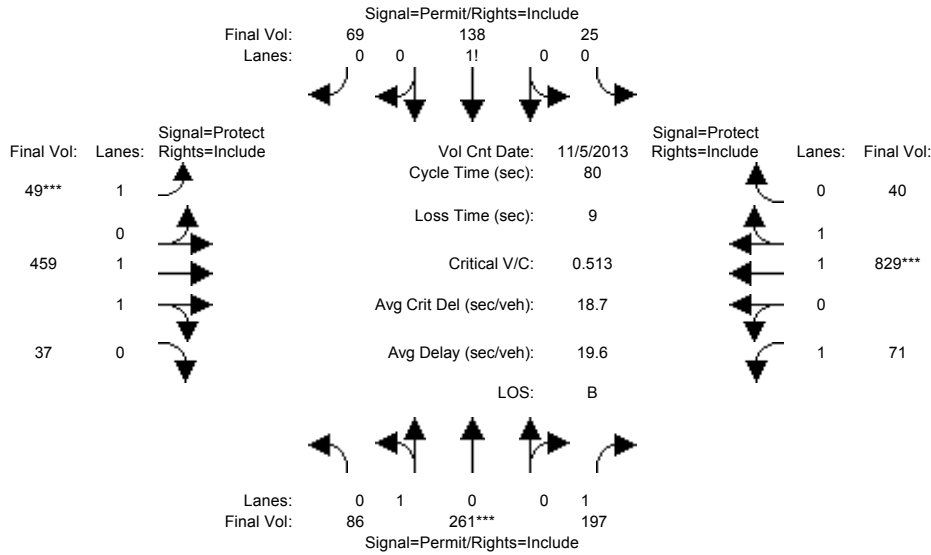 Signal=Permit/Rights=Include
Final Vol: 69 138 25
Lanes: 0 0 1! 0 0
Signal=Protect Signal=Protect
Final Vol: Lanes: Rights=Include Vol Cnt Date: 11/5/2013 Rights=Include Lanes: Final Vol:
Cycle Time (sec): 80
49*** 1 0 40
Loss Time (sec): 9
0 1
459 1 Critical V/C: 0.513 1 829***
1 Avg Crit Del (sec/veh): 18.7 0
37 0 Avg Delay (sec/veh): 19.6 1 71
LOS: B
Lanes: 0 1 0 0 1
Final Vol: 86 261*** 197
Signal=Permit/Rights=Include